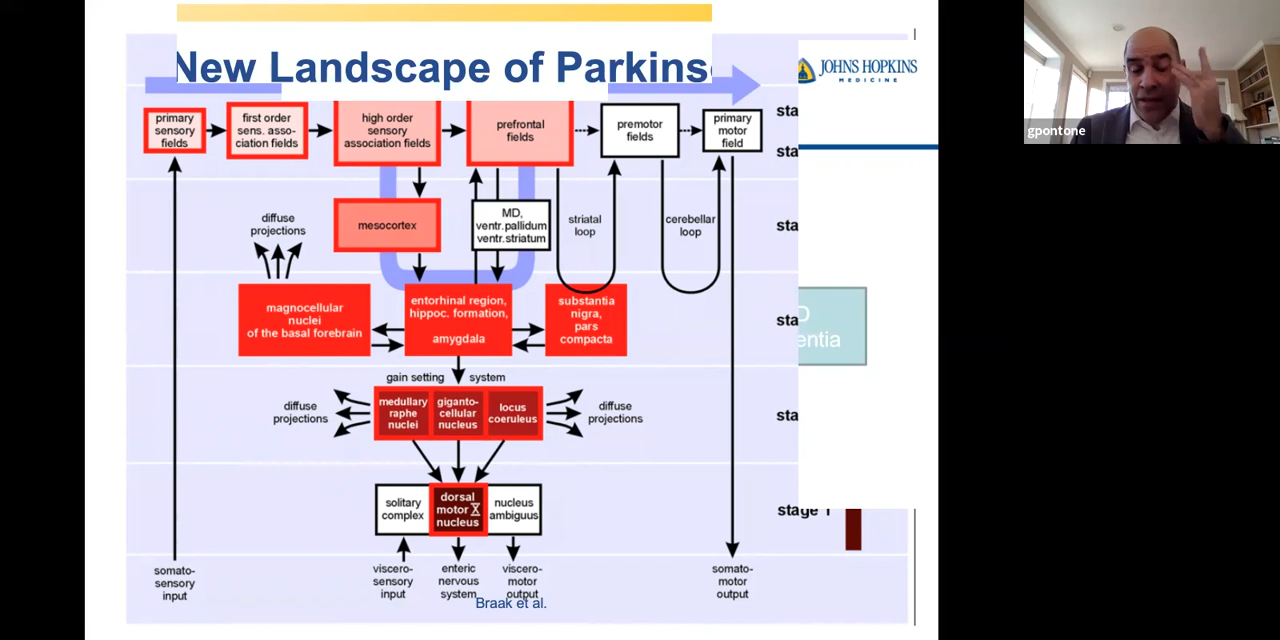 New Landscape of Parkins
JOHNS HOPKINS
MEDICINE
gpontone
primary
sensory
fields
first order
sens. asso-
ciation fields
high order
sensory
association fields
prefrontal
fields
premotor
fields
primary
motor
field
sta
sta
diffuse
projections
mesocortex
MD,
ventr.pallidum
ventr.striatum
striatal
loop
cerebellar
loop
sta
magnocellular
nuclei
of the basal forebrain
entorhinal region,
hippoc. formation,
amygdala
substantia
nigra,
pars
compacta
sta
D
entia
gain setting system
diffuse
projections
medullary
raphe
nuclei
giganto-
cellular
nucleus
locus
coeruleus
diffuse
projections
sta
solitary
complex
dorsal
motor X
nucleus
nucleus
ambiguus
stage 1
somato-
sensory
input
viscero-
sensory
input
enteric
nervous
system
viscero-
motor
output
somato-
motor
output
Braak et al.